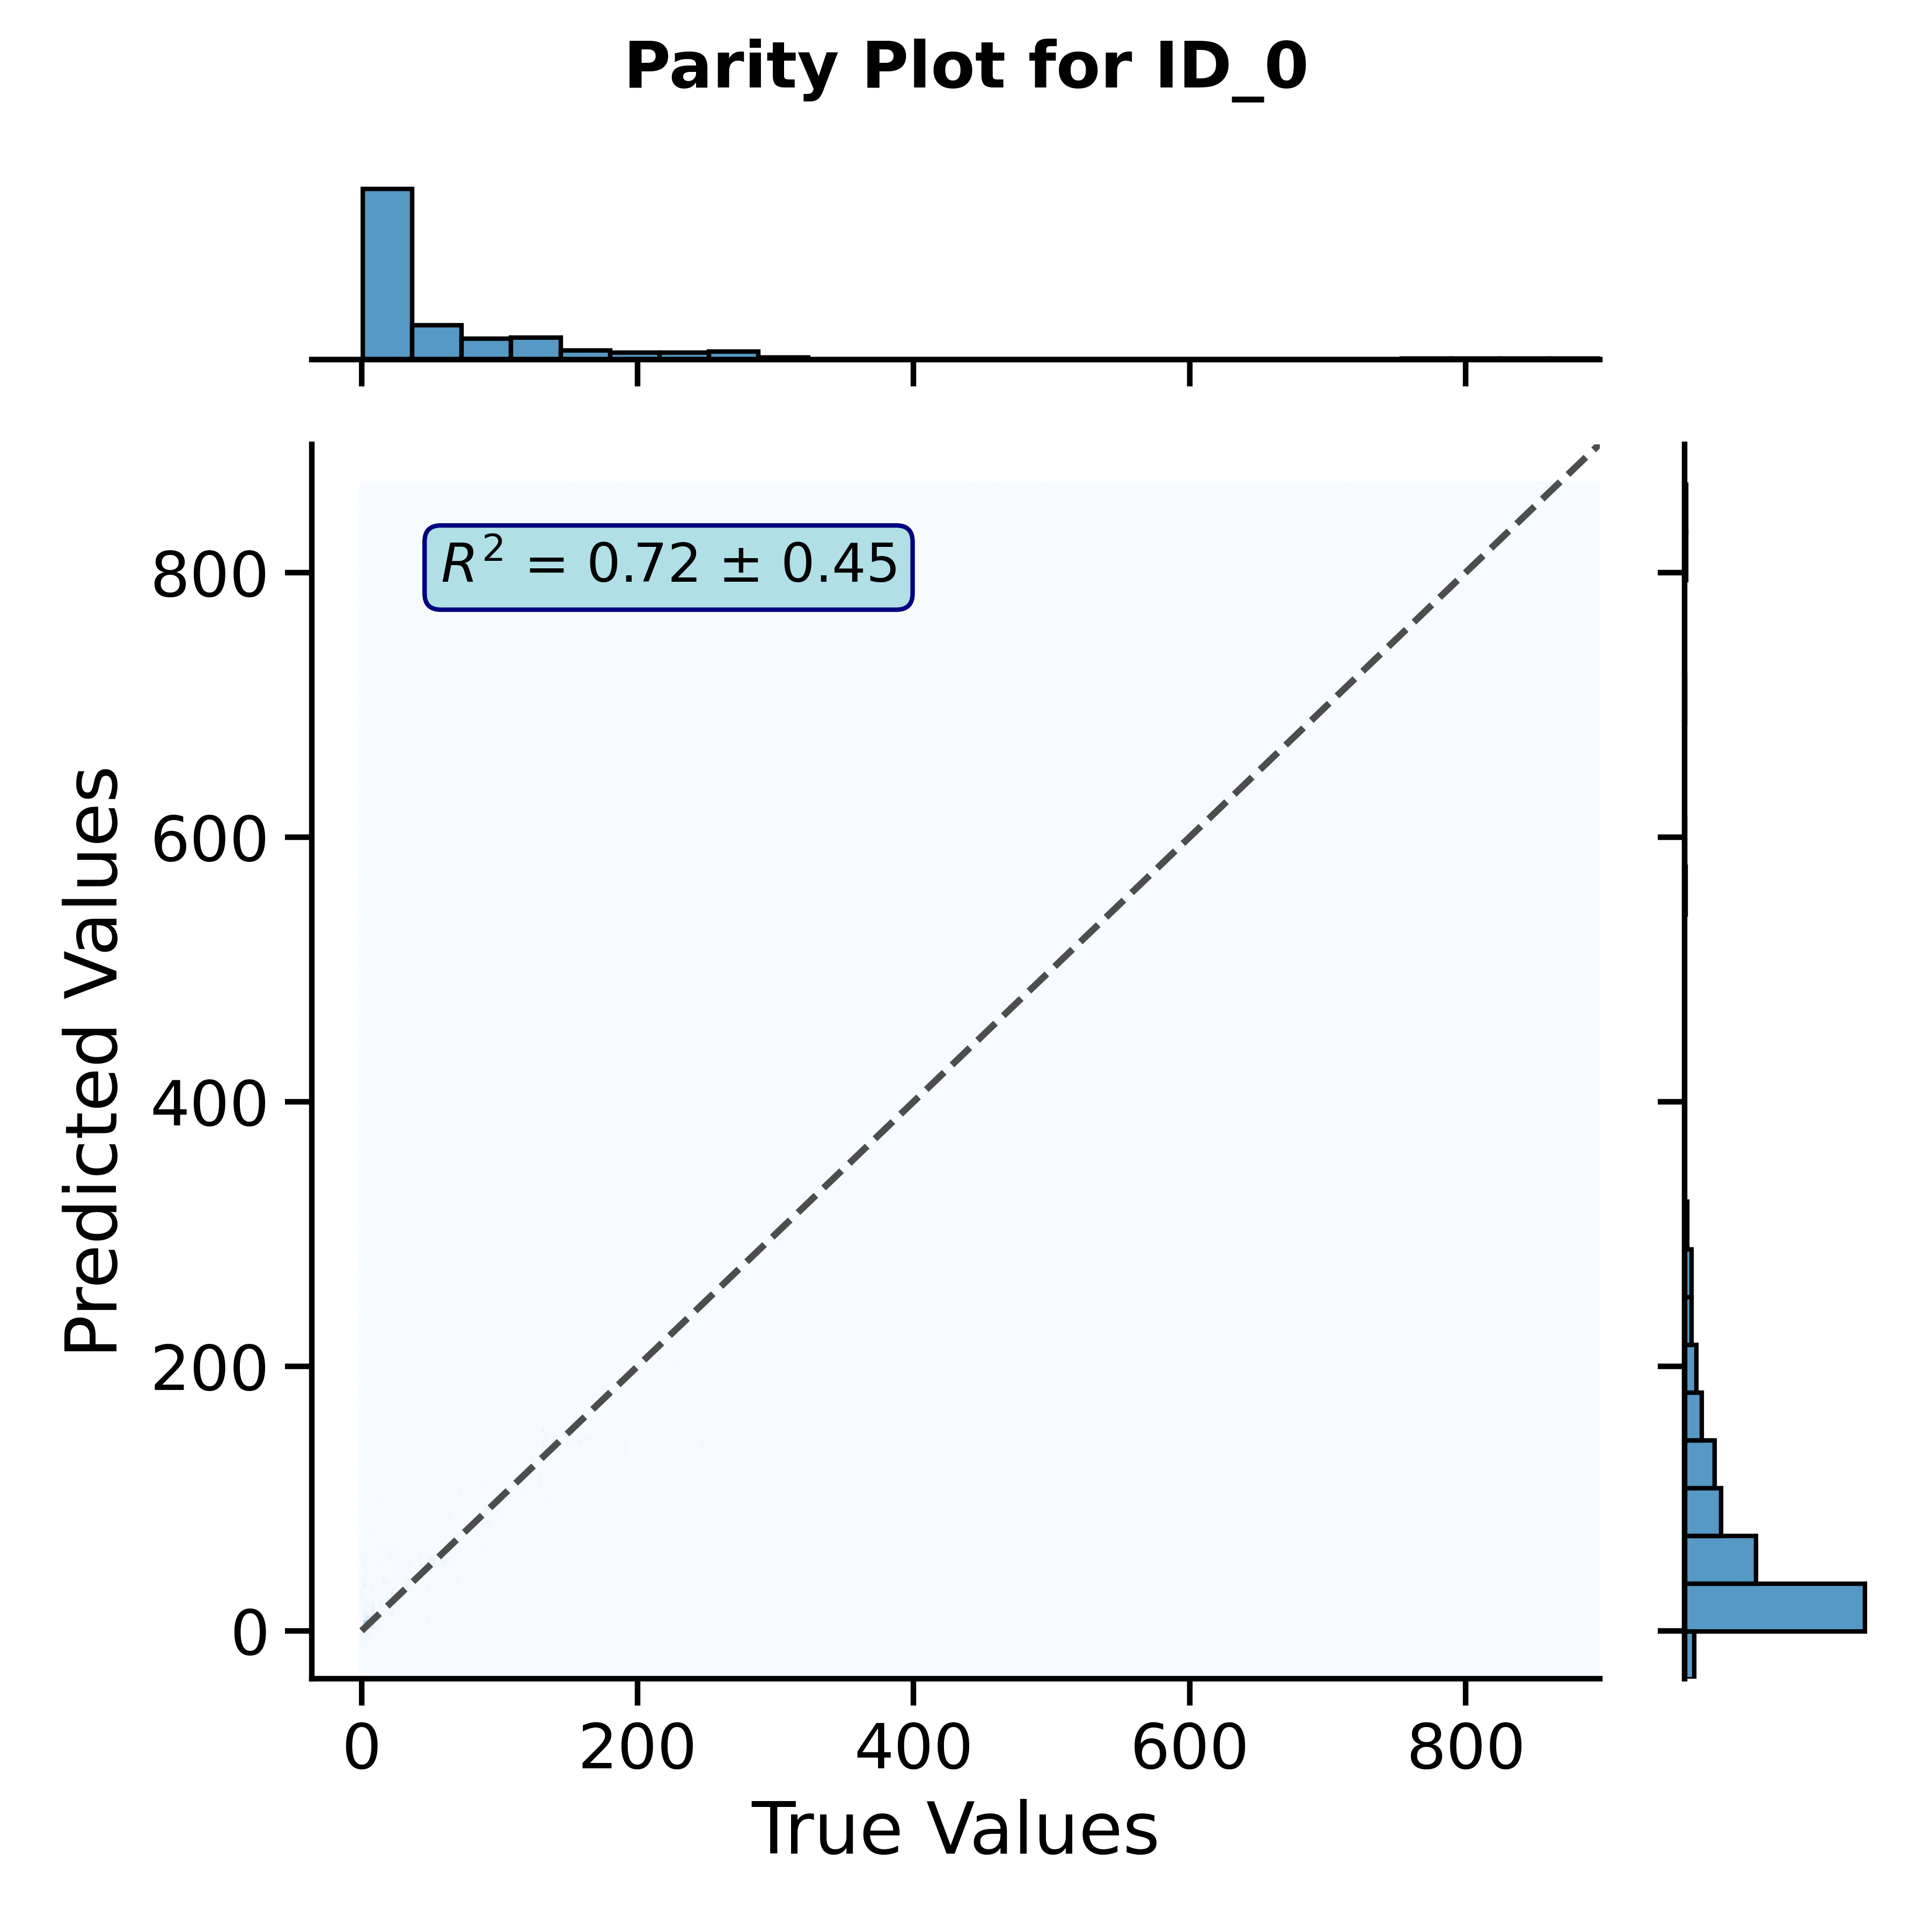 Parity Plot for ID_0
R² = 0.72 ± 0.45
Predicted Values
800
600
400
200
0
0 200 400 600 800
True Values